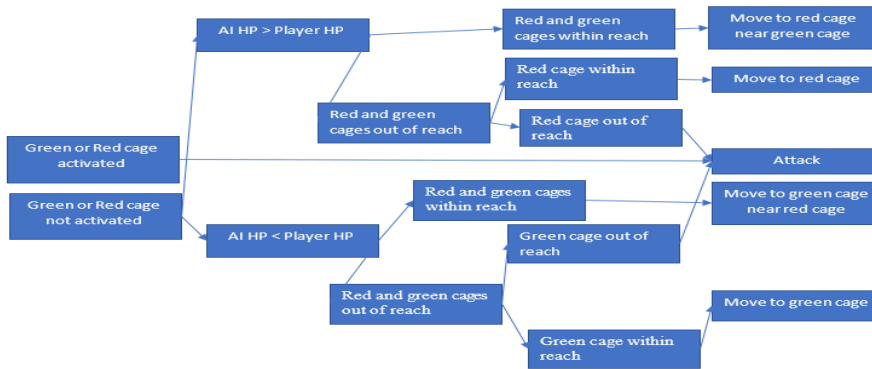 AI HP > Player HP
Red and green
cages within reach
Move to red cage
near green cage
Red cage within
reach
Move to red cage
Red and green
cages out of reach
Red cage out of
reach
Green or Red cage
activated
Attack
Green or Red cage
not activated
Red and green cages
within reach
Move to green cage
near red cage
AI HP < Player HP
Green cage out of
reach
Red and green cages
out of reach
Move to green cage
Green cage within
reach